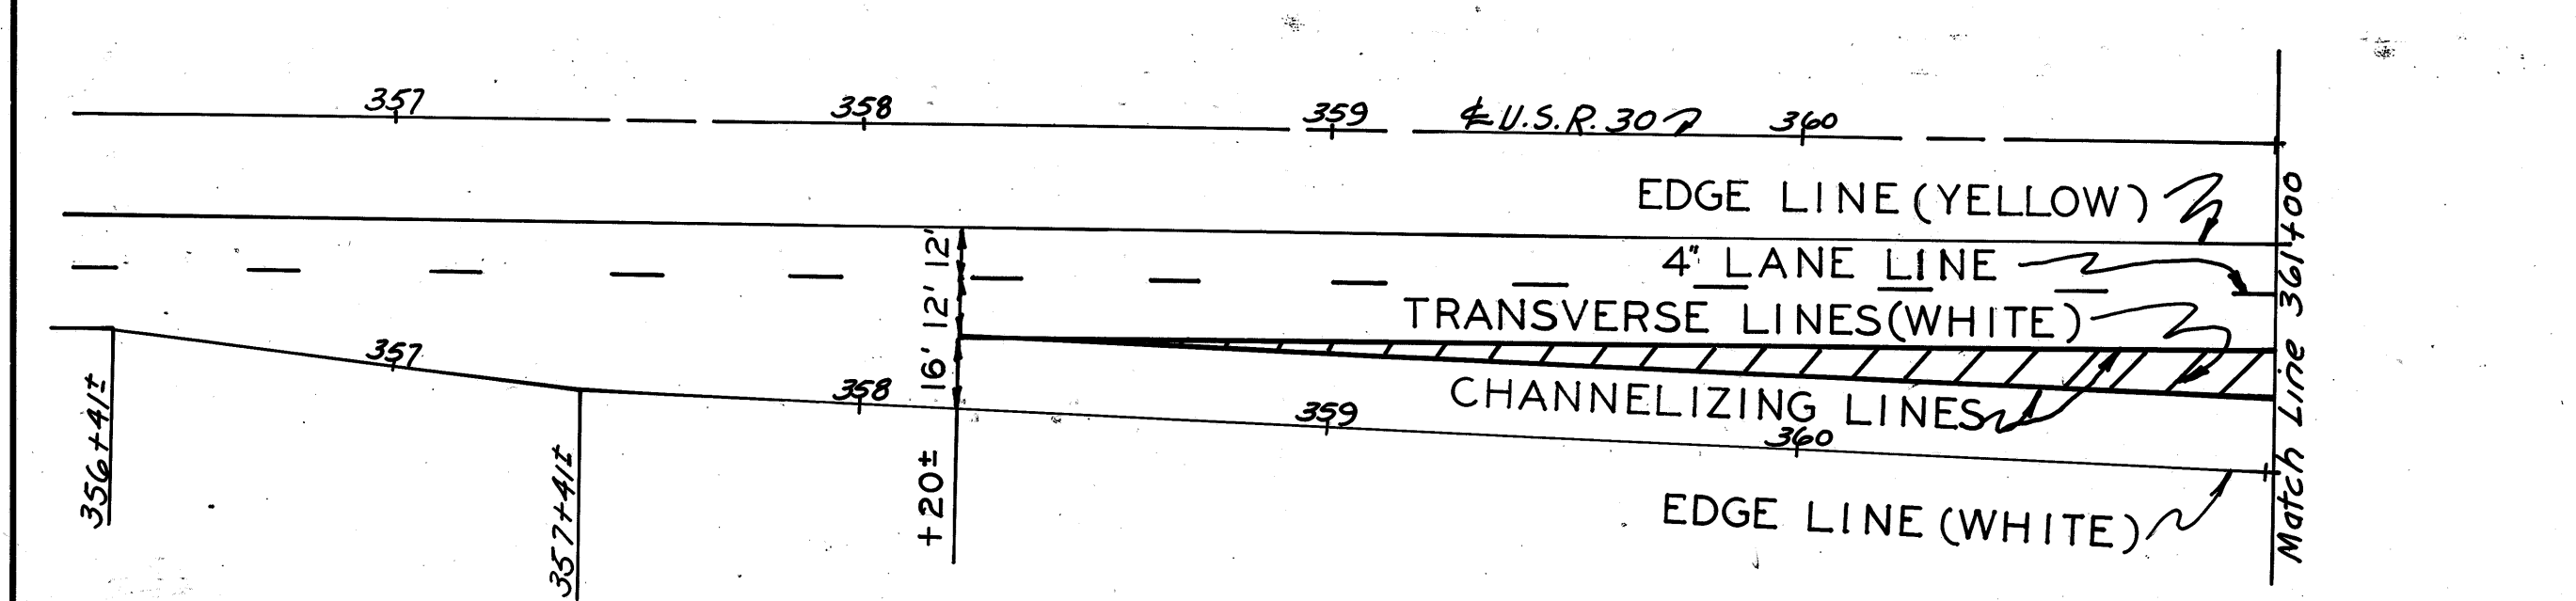 357
358
359
℄ U.S.R. 30
360
EDGE LINE (YELLOW)
4" LANE LINE
TRANSVERSE LINES (WHITE)
CHANNELIZING LINES
EDGE LINE (WHITE)
12'
12'
16'
+20±
357
358
359
360
356+41±
357+41±
Match Line 361+00